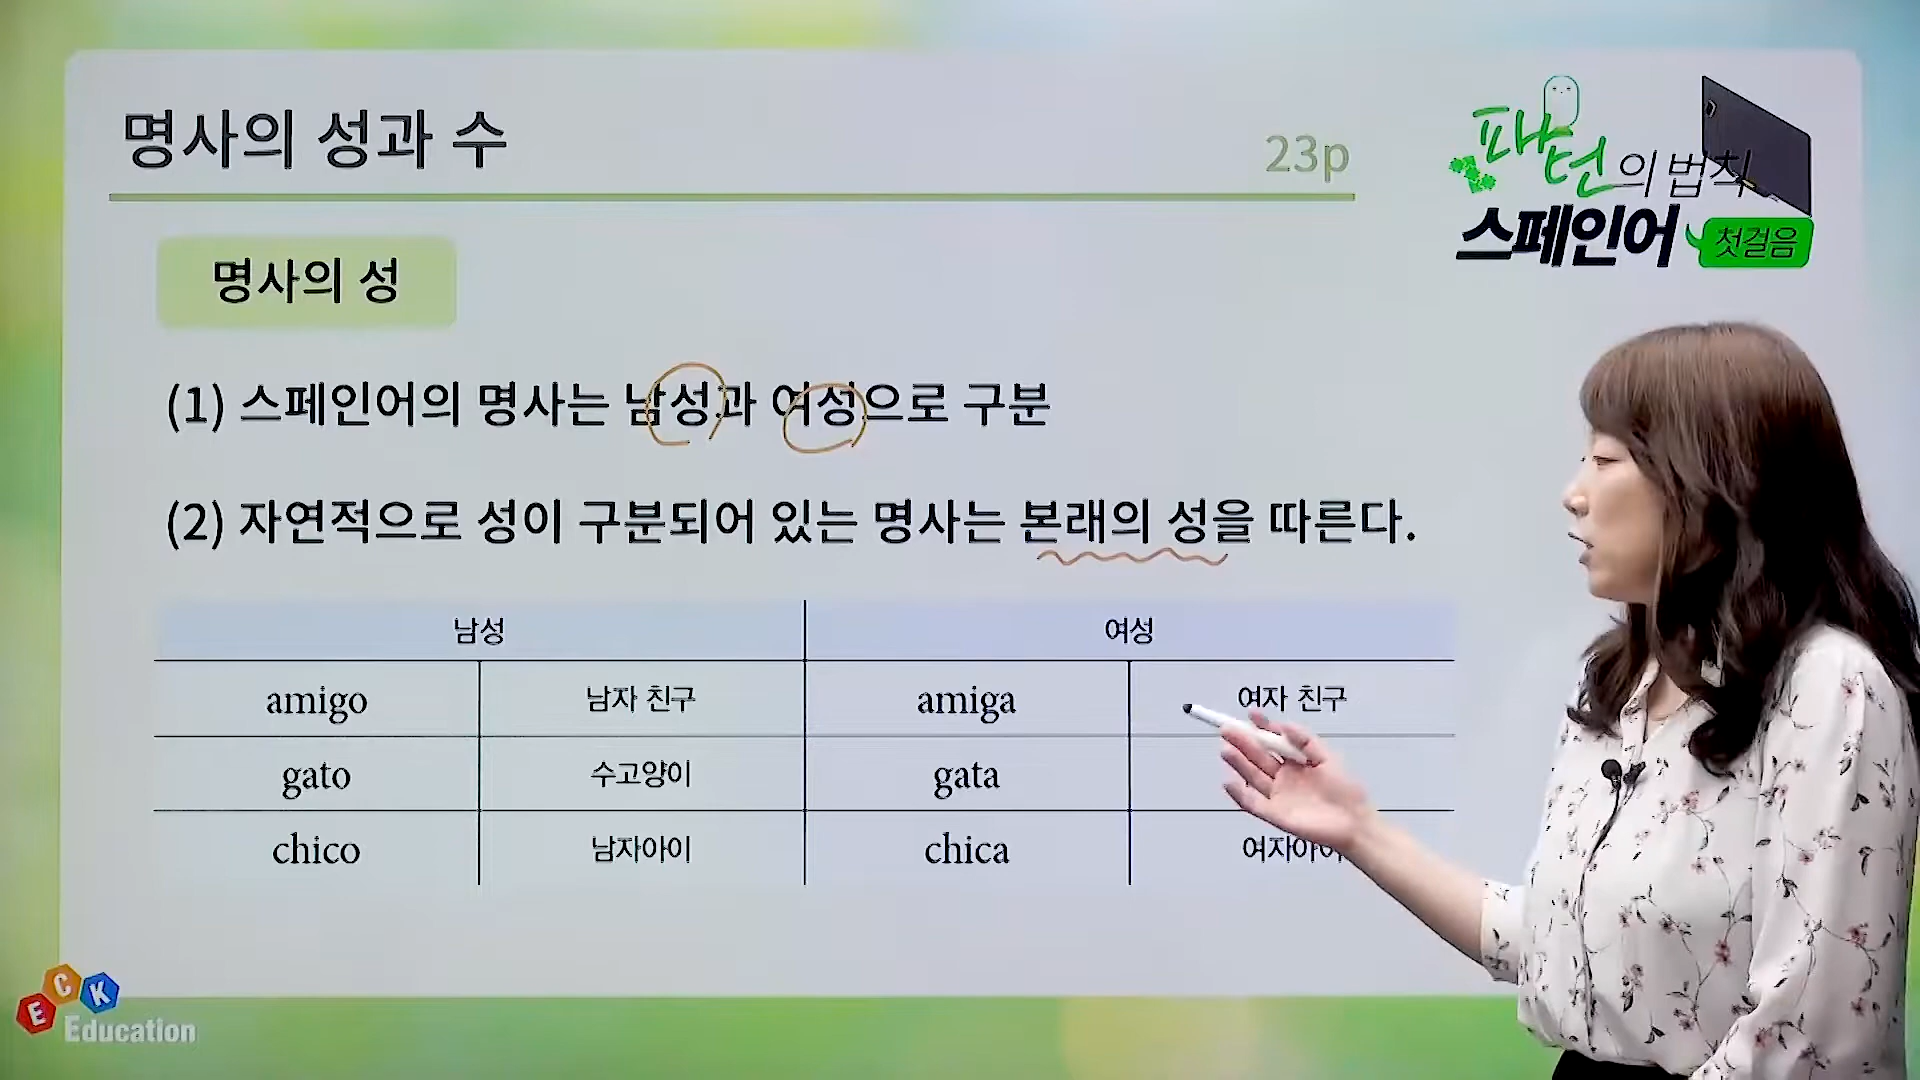 명사의 성과 수
23p
패턴의 법칙
스페인어 첫걸음
명사의 성
(1) 스페인어의 명사는 남성과 여성으로 구분
(2) 자연적으로 성이 구분되어 있는 명사는 본래의 성을 따른다.
남성 여성
amigo 남자 친구 amiga 여자 친구
gato 수고양이 gata
chico 남자아이 chica 여자아이
ECK
Education